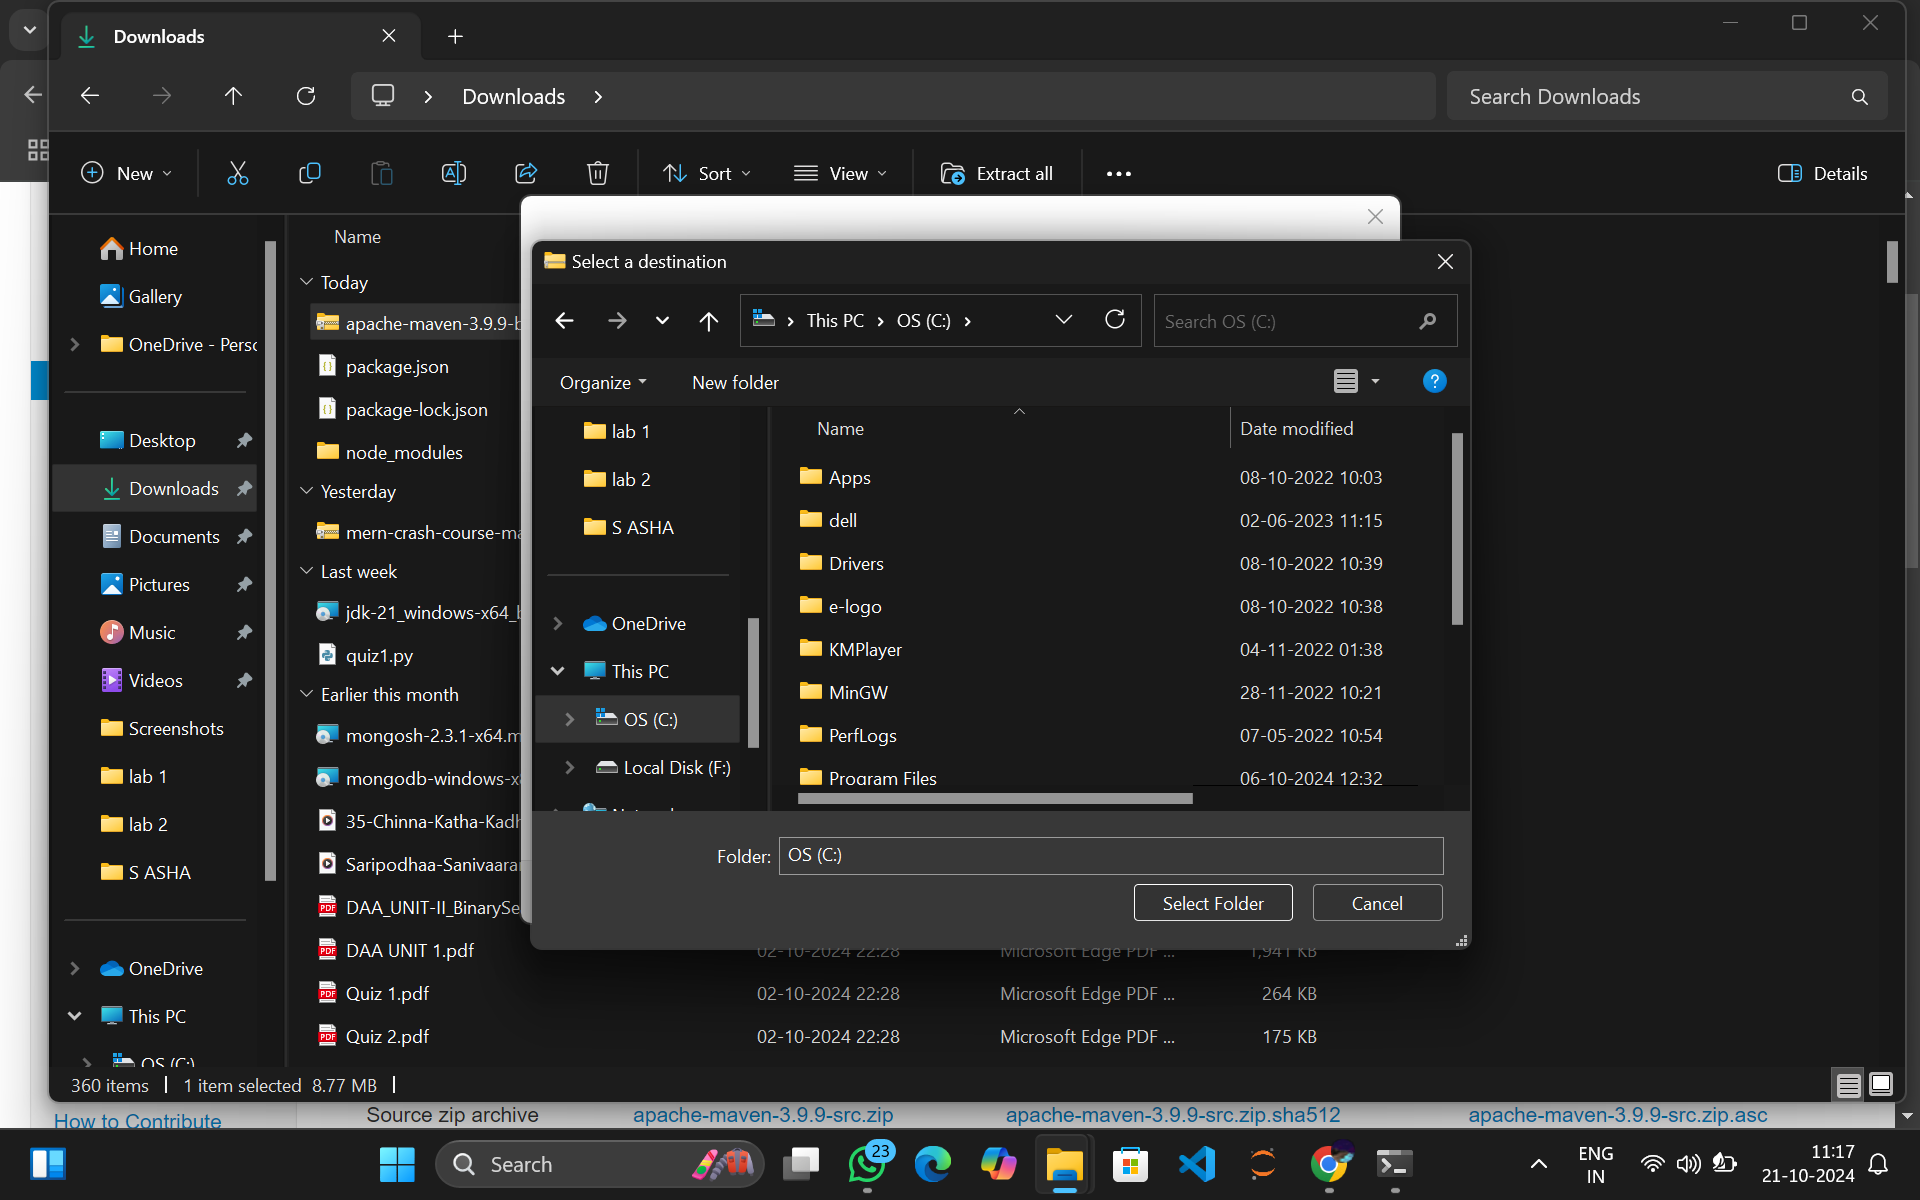 Downloads
Downloads
Search Downloads
New
Sort
View
Extract all
Details
Home
Gallery
OneDrive - Perso
Desktop
Downloads
Documents
Pictures
Music
Videos
Screenshots
lab 1
lab 2
S ASHA
OneDrive
This PC
OS (C:)
Name
Today
apache-maven-3.9.9-b
package.json
package-lock.json
node_modules
Yesterday
mern-crash-course-ma
Last week
jdk-21_windows-x64_b
quiz1.py
Earlier this month
mongosh-2.3.1-x64.m
mongodb-windows-x8
35-Chinna-Katha-Kadh
Saripodhaa-Sanivaaram
DAA_UNIT-II_BinarySe
DAA UNIT 1.pdf 02-10-2024 22:28 Microsoft Edge PDF ... 1,941 KB
Quiz 1.pdf 02-10-2024 22:28 Microsoft Edge PDF ... 264 KB
Quiz 2.pdf 02-10-2024 22:28 Microsoft Edge PDF ... 175 KB
Select a destination
This PC OS (C:)
Search OS (C:)
Organize New folder
lab 1
lab 2
S ASHA
OneDrive
This PC
OS (C:)
Local Disk (F:)
Name Date modified
Apps 08-10-2022 10:03
dell 02-06-2023 11:15
Drivers 08-10-2022 10:39
e-logo 08-10-2022 10:38
KMPlayer 04-11-2022 01:38
MinGW 28-11-2022 10:21
PerfLogs 07-05-2022 10:54
Program Files 06-10-2024 12:32
Folder: OS (C:)
Select Folder Cancel
360 items 1 item selected 8.77 MB
How to Contribute
Source zip archive apache-maven-3.9.9-src.zip apache-maven-3.9.9-src.zip.sha512 apache-maven-3.9.9-src.zip.asc
Search
23
ENG
IN
11:17
21-10-2024